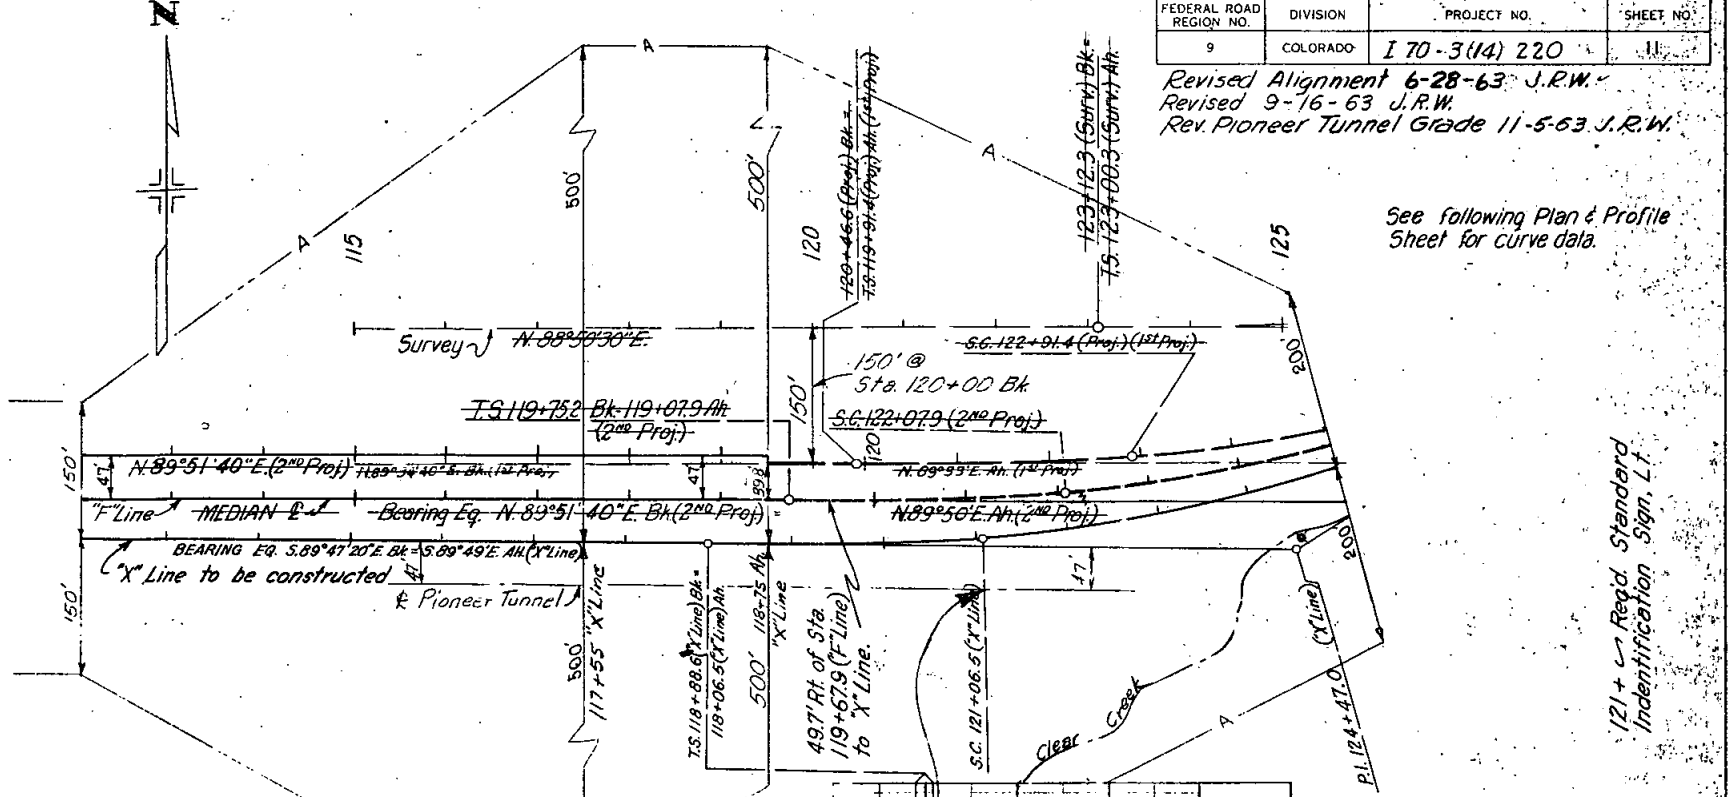 FEDERAL ROAD
REGION NO.
DIVISION
PROJECT NO.
SHEET NO.
9
COLORADO
I 70-3(14) 220
11
Revised Alignment 6-28-63 J.R.W.
Revised 9-16-63 J.R.W.
Rev. Pioneer Tunnel Grade 11-5-63 J.R.W.
See following Plan & Profile
Sheet for curve data.
N
A
A
A
A
115
500'
500'
120
120+46.6 (Proj.) Bk. =
T.S. 119+91.4 (Proj.) Ah. (1st Proj.)
123+12.3 (Surv.) Bk. =
T.S. 123+00.3 (Surv.) Ah.
125
Survey
N. 88°50'30" E.
S.C. 122+91.4 (Proj.) (1st Proj.)
150' @
Sta. 120+00 Bk.
150'
200'
T.S. 119+75.2 Bk = 119+07.9 Ah
(2ND Proj.)
S.C. 122+07.9 (2ND Proj.)
120
150'
47'
N. 89°51'40" E. (2ND Proj)
47'
39.8
"F" Line
MEDIAN ℄
Bearing Eq. N. 89°51'40" E. Bk (2ND Proj) =
N. 89°50' E. Ah. (2ND Proj.)
BEARING EQ. S.89°47'20"E. Bk = S.89°49'E. AH. ("X" Line)
"X" Line to be constructed
47'
℄ Pioneer Tunnel
47'
150'
500'
117+55 "X" Line
T.S. 118+88.6 ("X" Line) Bk. =
118+06.5 ("X" Line) Ah.
500'
118+75 Ah.
"X" Line
49.7' Rt. of Sta.
119+67.9 ("F" Line)
to "X" Line.
S.C. 121+06.5 ("X" Line)
Clear Creek
200'
("X" Line)
P.I. 124+47.0
121+ Reqd. Standard
Indentification Sign. Lt.